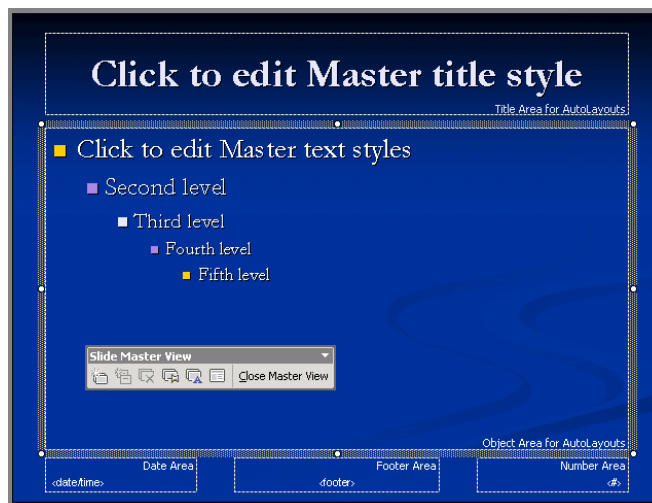 Click to edit Master title style
Title Area for AutoLayouts
Click to edit Master text styles
Second level
Third level
Fourth level
Fifth level
Slide Master View
Close Master View
Object Area for AutoLayouts
Date Area
<date/time>
Footer Area
<footer>
Number Area
<#>